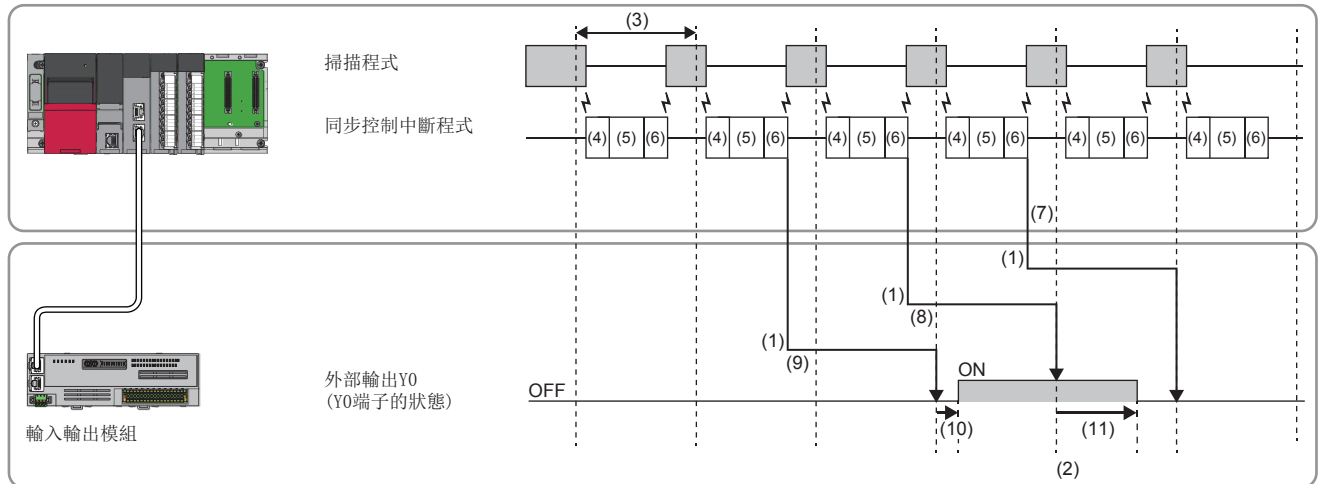 (3)
掃描程式
同步控制中斷程式
(4) (5) (6) (4) (5) (6) (4) (5) (6) (4) (5) (6) (4) (5) (6) (4) (5) (6)
(7)
(1)
(1)
(8)
(1)
(9)
外部輸出Y0
(Y0端子的狀態)
OFF
ON
(10)
(11)
(2)
輸入輸出模組